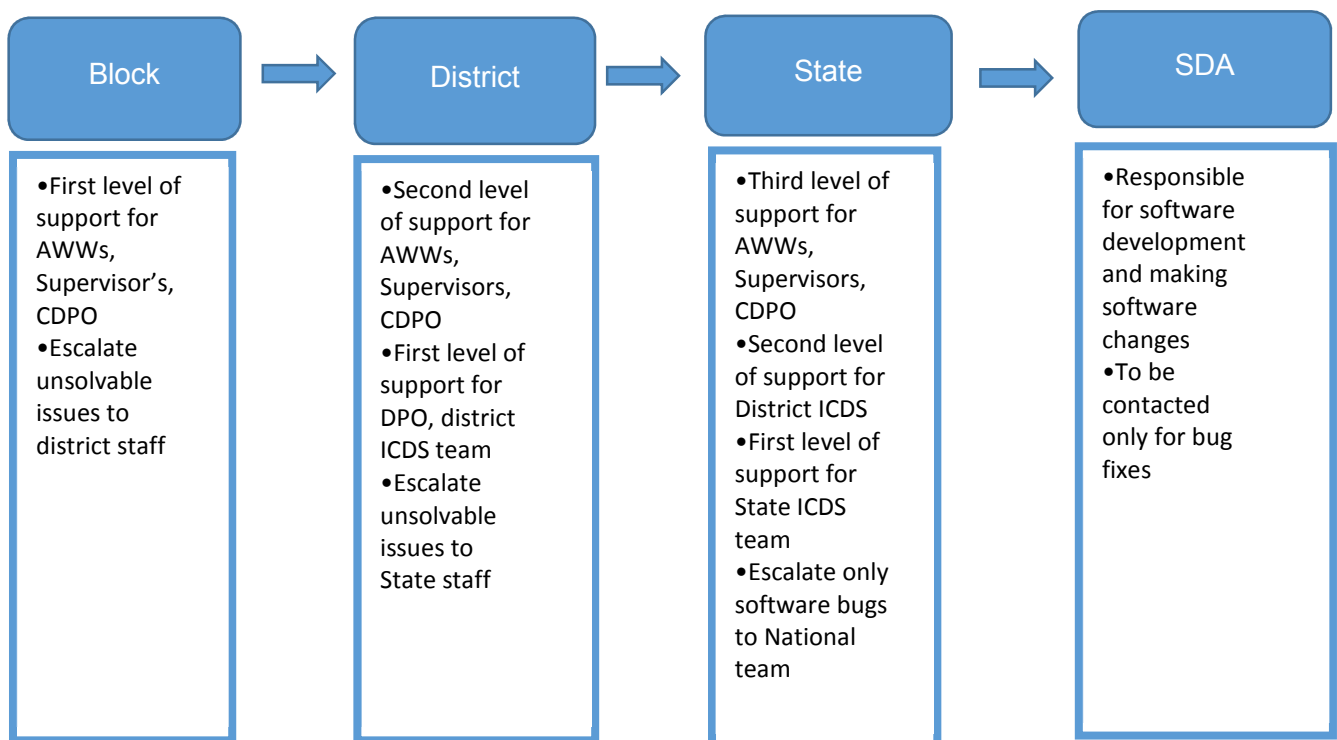 Block
District
State
SDA
•First level of
support for
AWWs,
Supervisor’s,
CDPO
•Escalate
unsolvable
issues to
district staff
•Second level
of support for
AWWs,
Supervisors,
CDPO
•First level of
support for
DPO, district
ICDS team
•Escalate
unsolvable
issues to
State staff
•Third level of
support for
AWWs,
Supervisors,
CDPO
•Second level
of support for
District ICDS
•First level of
support for
State ICDS
team
•Escalate only
software bugs
to National
team
•Responsible
for software
development
and making
software
changes
•To be
contacted
only for bug
fixes